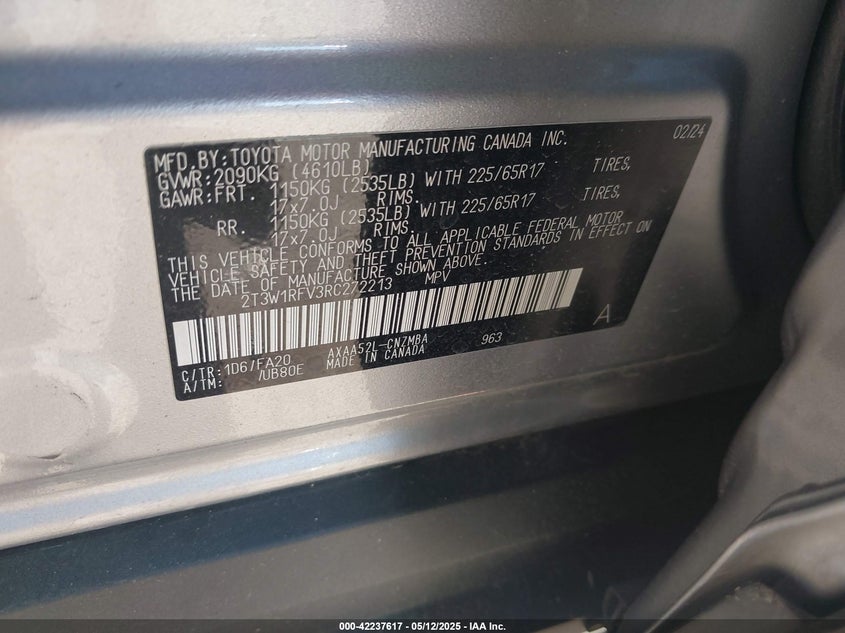 02/24
MFD. BY: TOYOTA MOTOR MANUFACTURING CANADA INC.
GVWR: 2090KG (4610LB)
GAWR: FRT. 1150KG (2535LB) WITH 225/65R17 TIRES,
17x7.0J RIMS.
RR. 1150KG (2535LB) WITH 225/65R17 TIRES,
17x7.0J RIMS.
THIS VEHICLE CONFORMS TO ALL APPLICABLE FEDERAL MOTOR
VEHICLE SAFETY AND THEFT PREVENTION STANDARDS IN EFFECT ON
THE DATE OF MANUFACTURE SHOWN ABOVE.
2T3W1RFV3RC272213 MPV
A
C/TR: 1D6/FA20 AXAA52L-CNZMBA 963
A/TM: /UB80E MADE IN CANADA
000-42237617 - 05/12/2025 - IAA Inc.